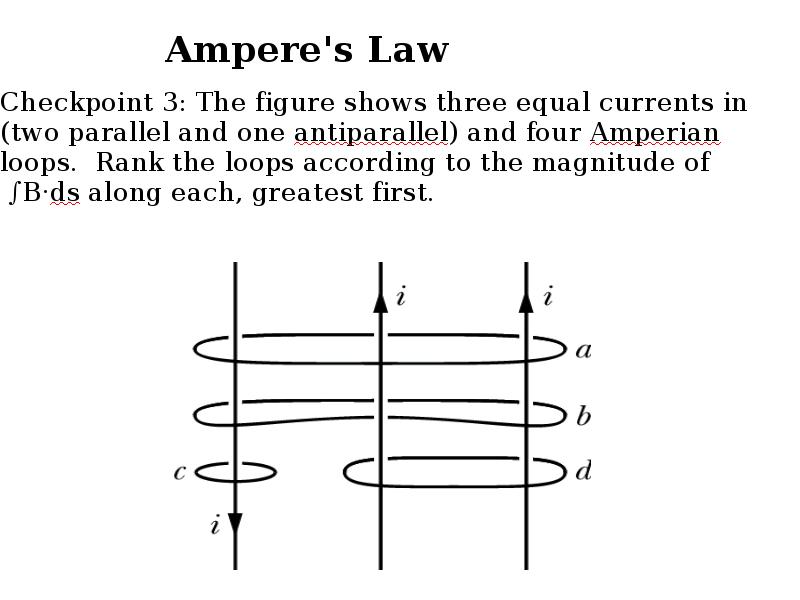 Ampere's Law
Checkpoint 3: The figure shows three equal currents in
(two parallel and one antiparallel) and four Amperian
loops.  Rank the loops according to the magnitude of
∫B·ds along each, greatest first.
i
i
a
b
c
d
i